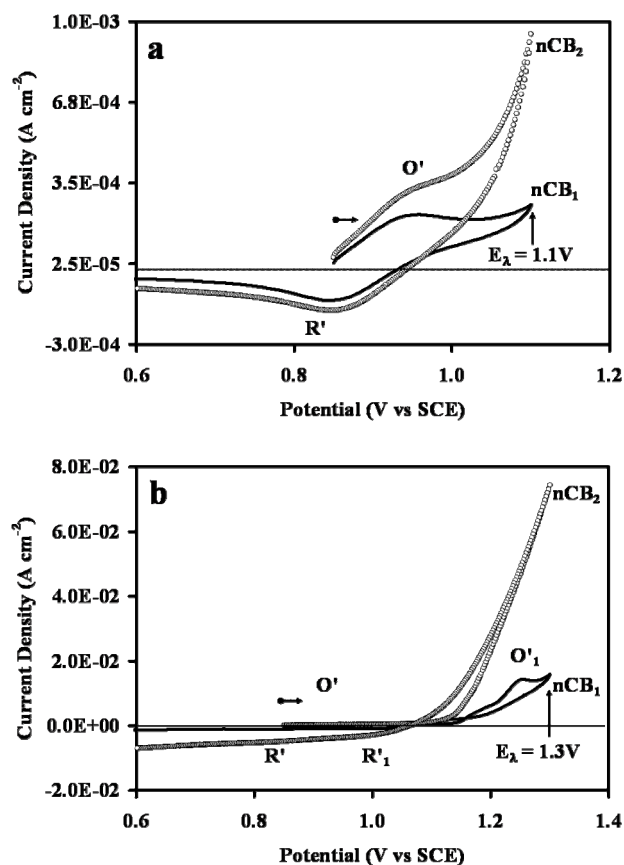 1.0E-03
a
nCB2
6.8E-04
O'
3.5E-04
nCB1
2.5E-05
Eλ = 1.1V
R'
-3.0E-04
0.6 0.8 1.0 1.2
Potential (V vs SCE)
Current Density (A cm-2)
8.0E-02
b
nCB2
6.0E-02
4.0E-02
2.0E-02
O'1
O'
nCB1
0.0E+00
R' R'1
Eλ = 1.3V
-2.0E-02
0.6 0.8 1.0 1.2 1.4
Potential (V vs SCE)
Current Density (A cm-2)